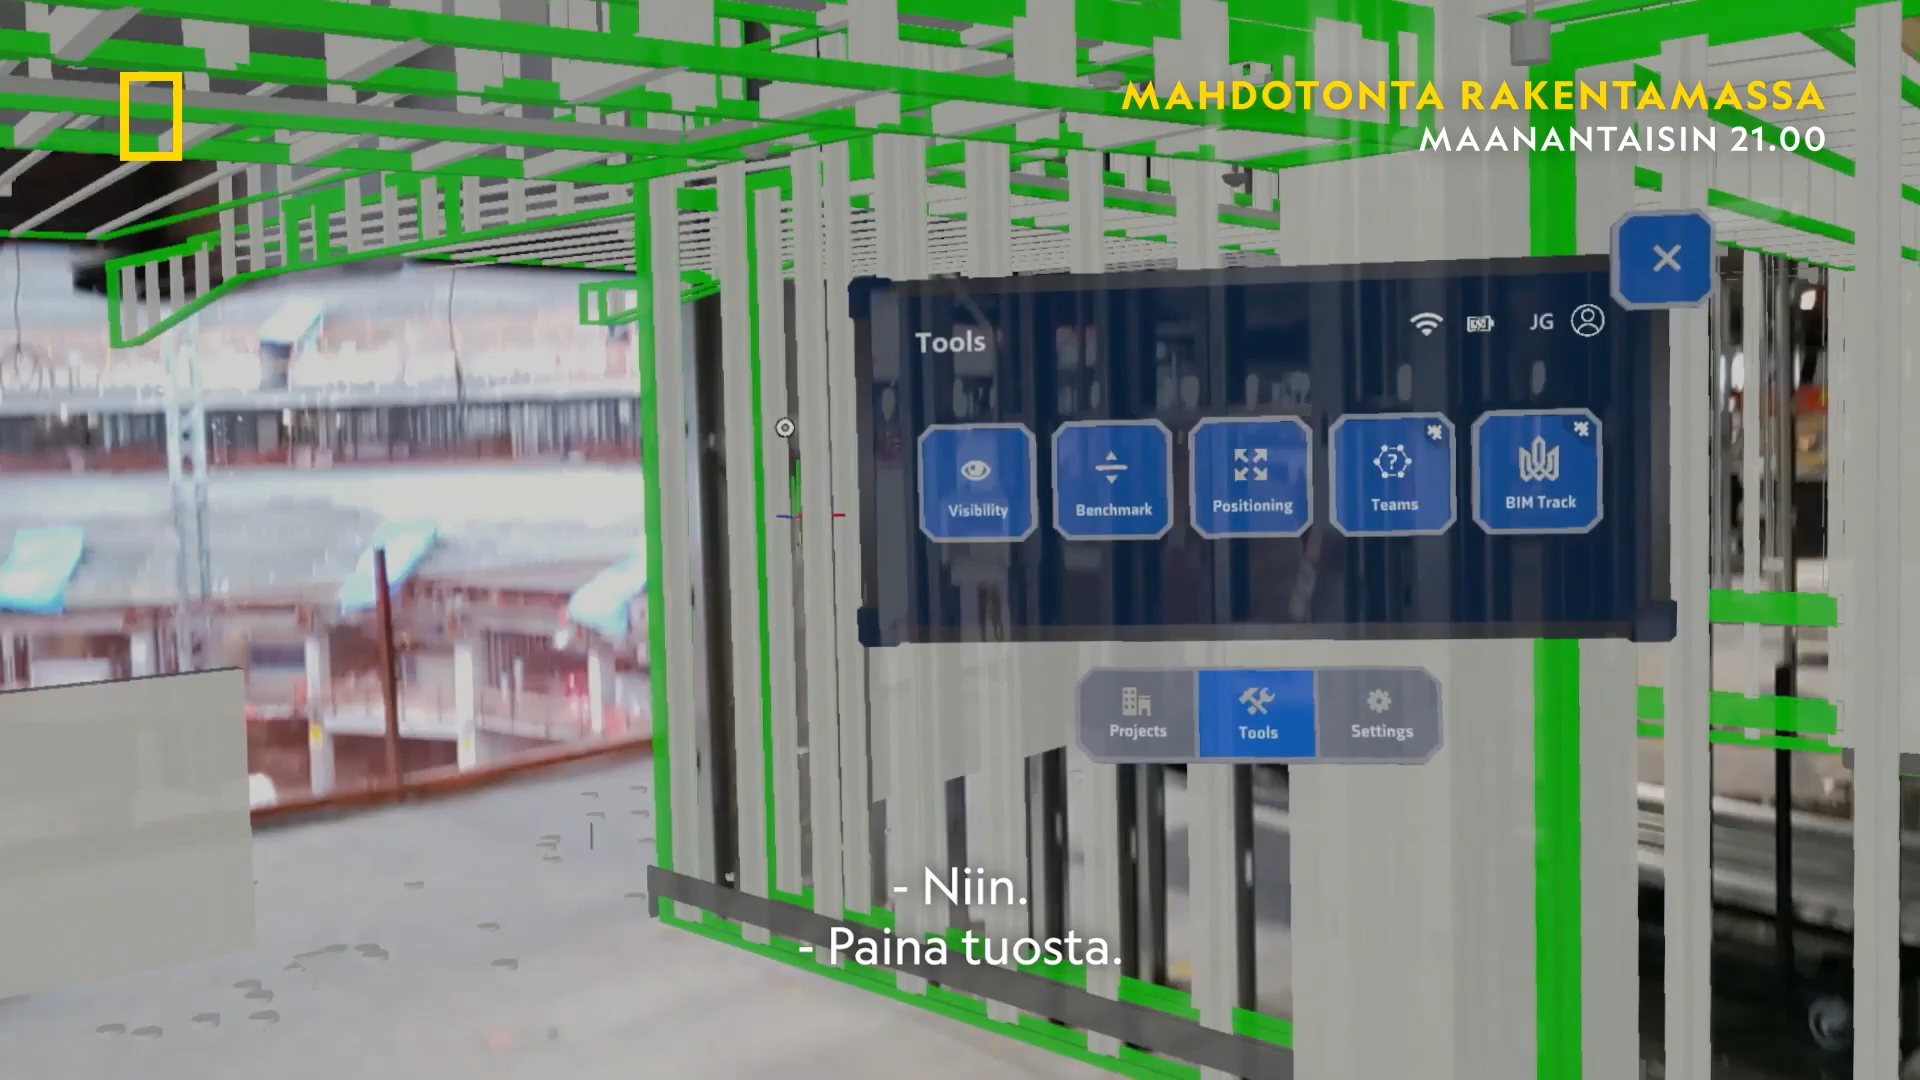 MAHDOTONTA RAKENTAMASSA
MAANANTAISIN 21.00
Tools
JG
Visibility
Benchmark
Positioning
Teams
BIM Track
Projects
Tools
Settings
- Niin.
- Paina tuosta.